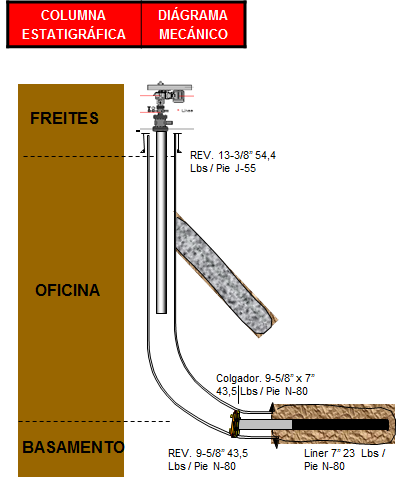 COLUMNA
ESTATIGRÁFICA
DIÁGRAMA
MECÁNICO
FREITES
REV. 13-3/8” 54,4
Lbs / Pie J-55
OFICINA
Colgador. 9-5/8” x 7”
43,5 Lbs / Pie N-80
BASAMENTO
REV. 9-5/8” 43,5
Lbs / Pie N-80
Liner 7” 23 Lbs /
Pie N-80